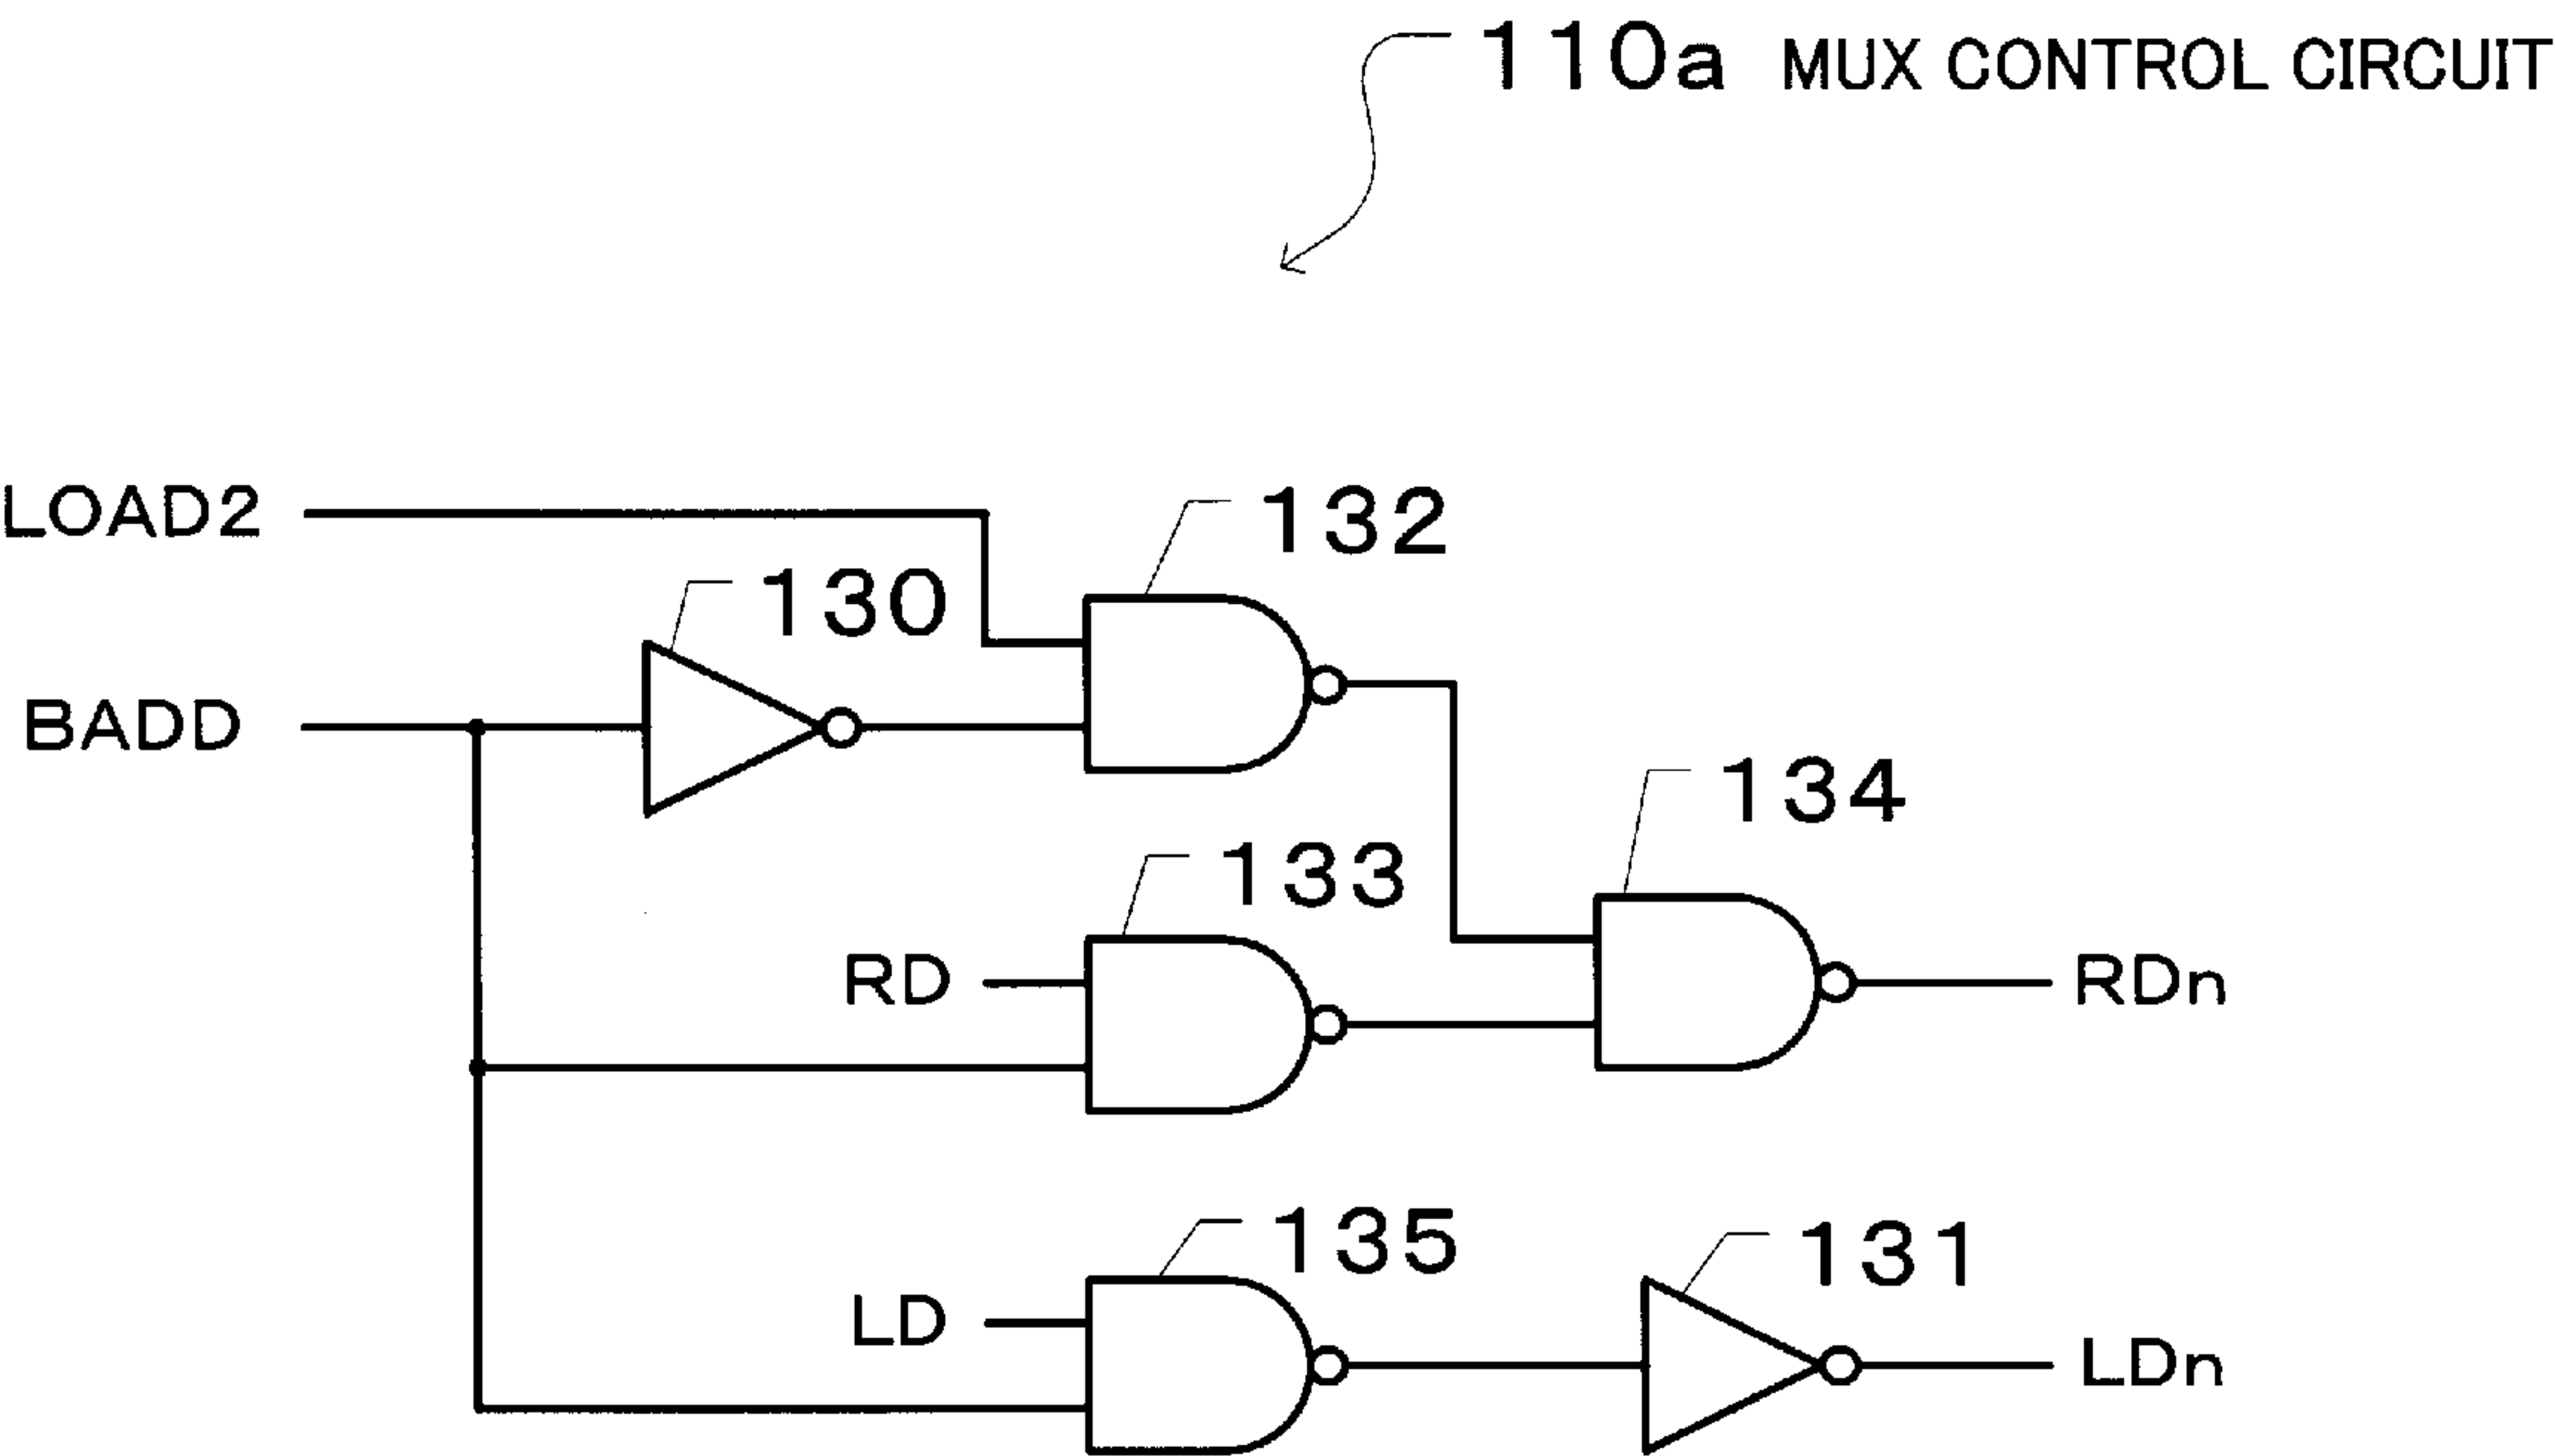 110a MUX CONTROL CIRCUIT
LOAD2
132
130
BADD
134
133
RD
RDn
135
131
LD
LDn